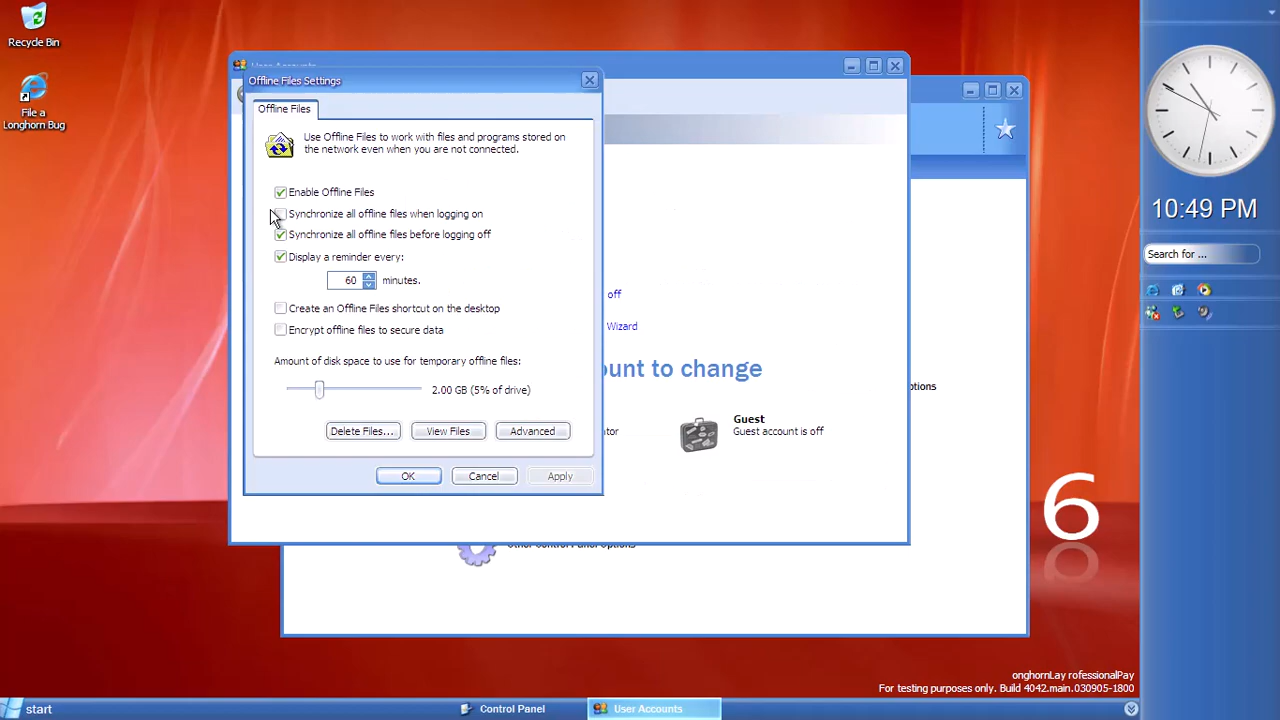 Recycle Bin
File a
Longhorn Bug
Offline Files Settings
Offline Files
Use Offline Files to work with files and programs stored on
the network even when you are not connected.
Enable Offline Files
Synchronize all offline files when logging on
Synchronize all offline files before logging off
Display a reminder every:
60 minutes.
Create an Offline Files shortcut on the desktop
Encrypt offline files to secure data
Amount of disk space to use for temporary offline files:
2.00 GB (5% of drive)
Delete Files...
View Files
Advanced
OK
Cancel
Apply
off
Wizard
ount to change
tor
Guest
Guest account is off
ptions
Other Control Panel Options
6
10:49 PM
Search for ...
onghornLay rofessionalPay
For testing purposes only. Build 4042.main.030905-1800
start
Control Panel
User Accounts